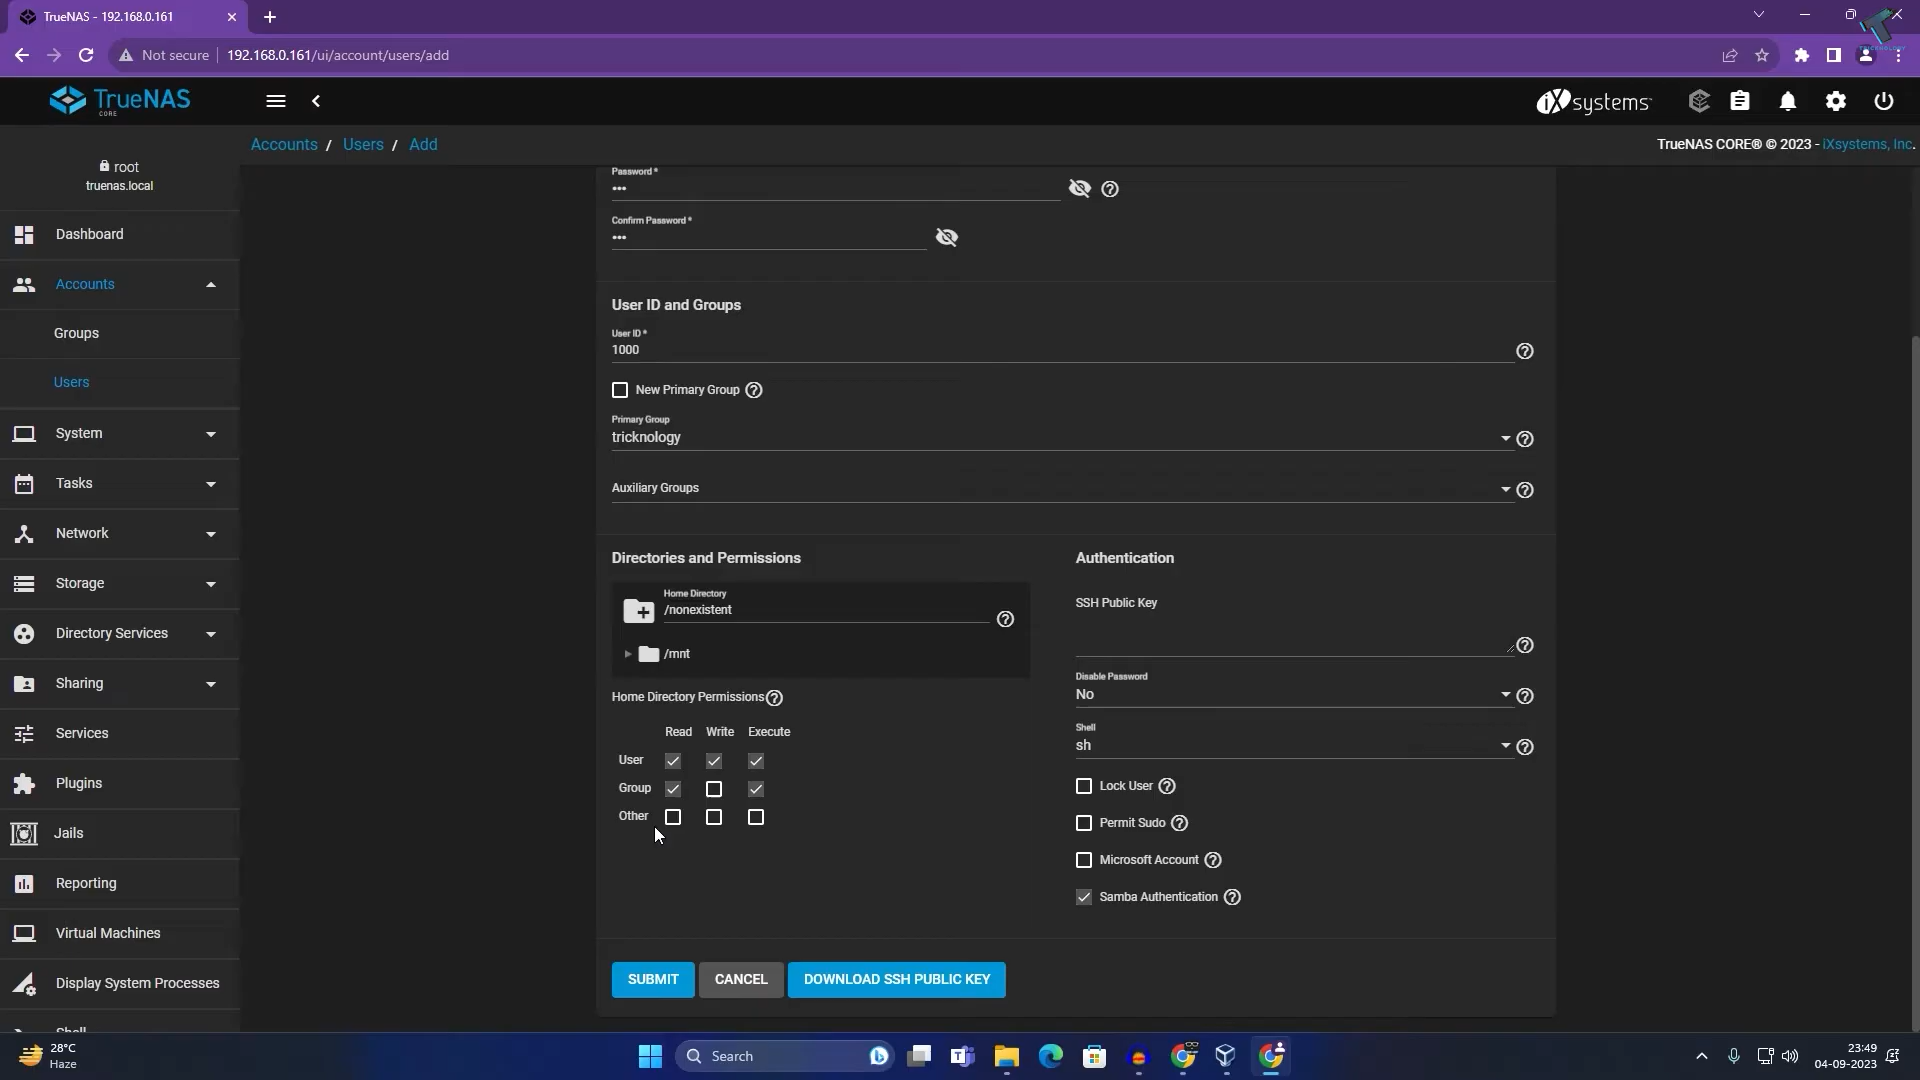 TrueNAS - 192.168.0.161
Not secure
192.168.0.161/ui/account/users/add
TrueNAS
CORE
iXsystems
Accounts / Users / Add
TrueNAS CORE® © 2023 - iXsystems, Inc.
root
truenas.local
Dashboard
Accounts
Groups
Users
System
Tasks
Network
Storage
Directory Services
Sharing
Services
Plugins
Jails
Reporting
Virtual Machines
Display System Processes
Shell
Password *
•••
Confirm Password *
•••
User ID and Groups
User ID *
1000
New Primary Group
Primary Group
tricknology
Auxiliary Groups
Directories and Permissions
Home Directory
/nonexistent
/mnt
Home Directory Permissions
Read Write Execute
User
Group
Other
Authentication
SSH Public Key
Disable Password
No
Shell
sh
Lock User
Permit Sudo
Microsoft Account
Samba Authentication
SUBMIT
CANCEL
DOWNLOAD SSH PUBLIC KEY
28°C
Haze
Search
23:49
04-09-2023